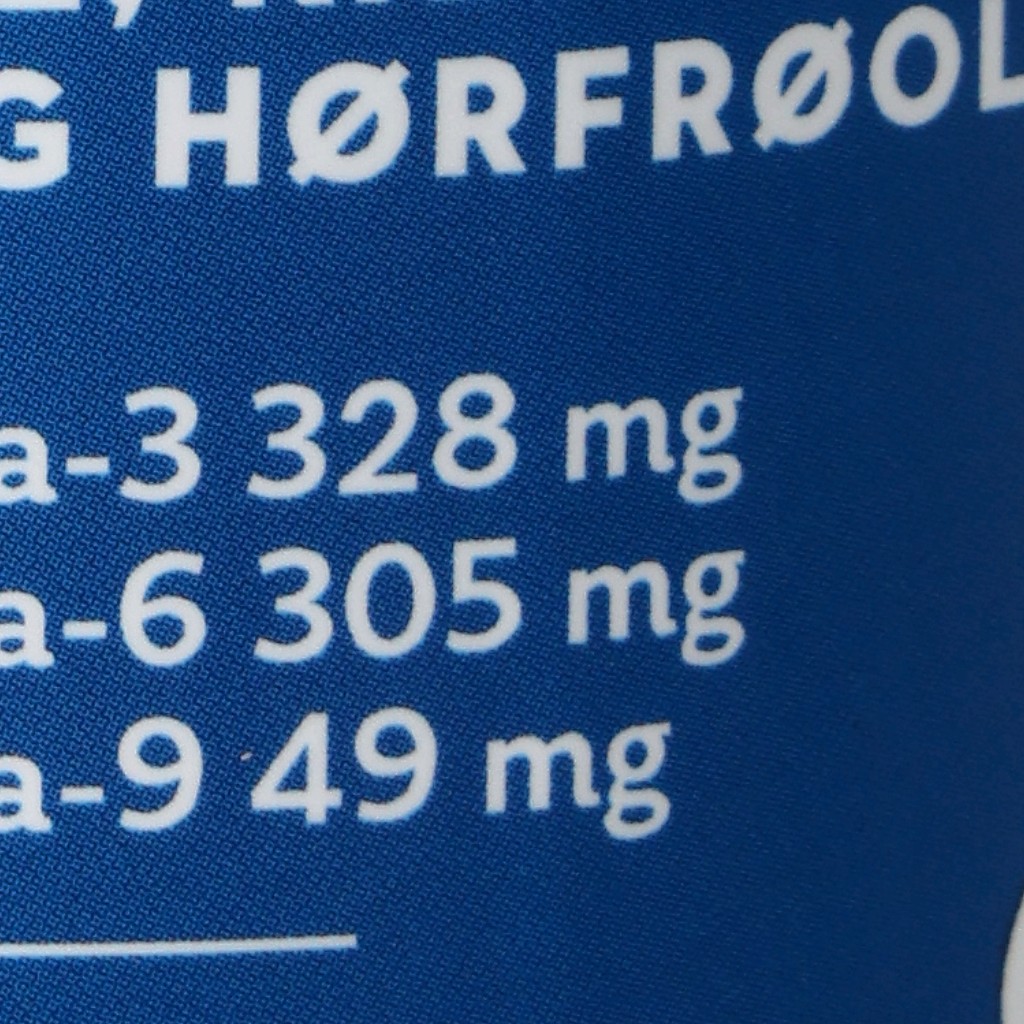 G HØRFRØOL
a-3 328 mg
a-6 305 mg
a-9 49 mg